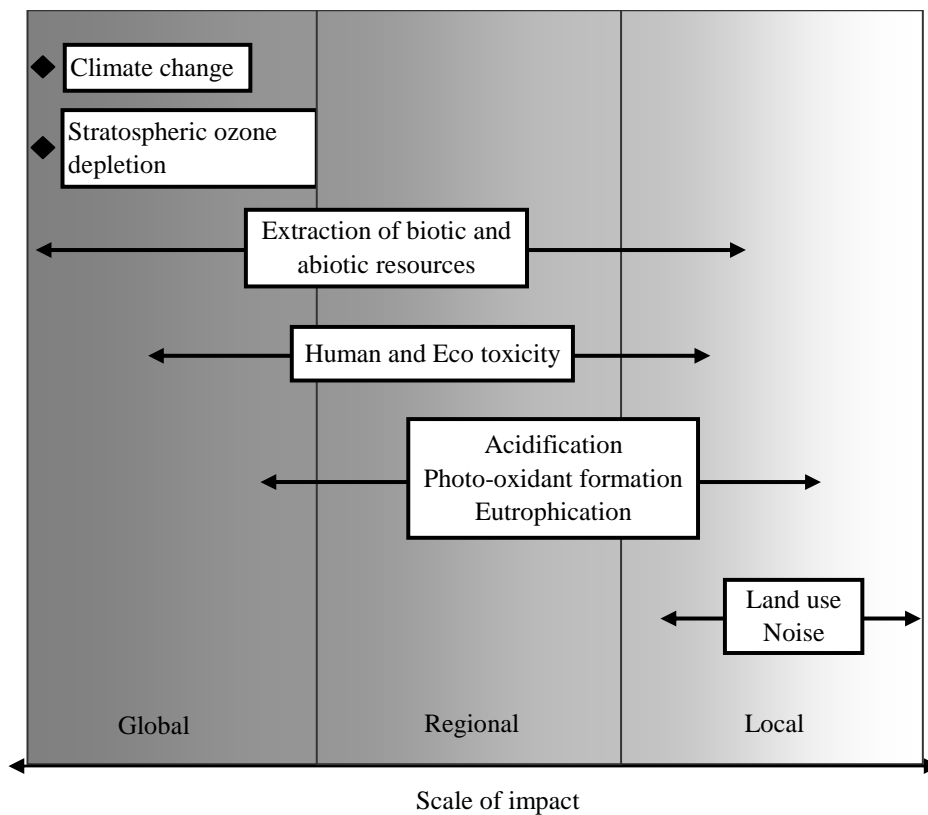 Climate change
Stratospheric ozone
depletion
Extraction of biotic and
abiotic resources
Human and Eco toxicity
Acidification
Photo-oxidant formation
Eutrophication
Land use
Noise
Global
Regional
Local
Scale of impact